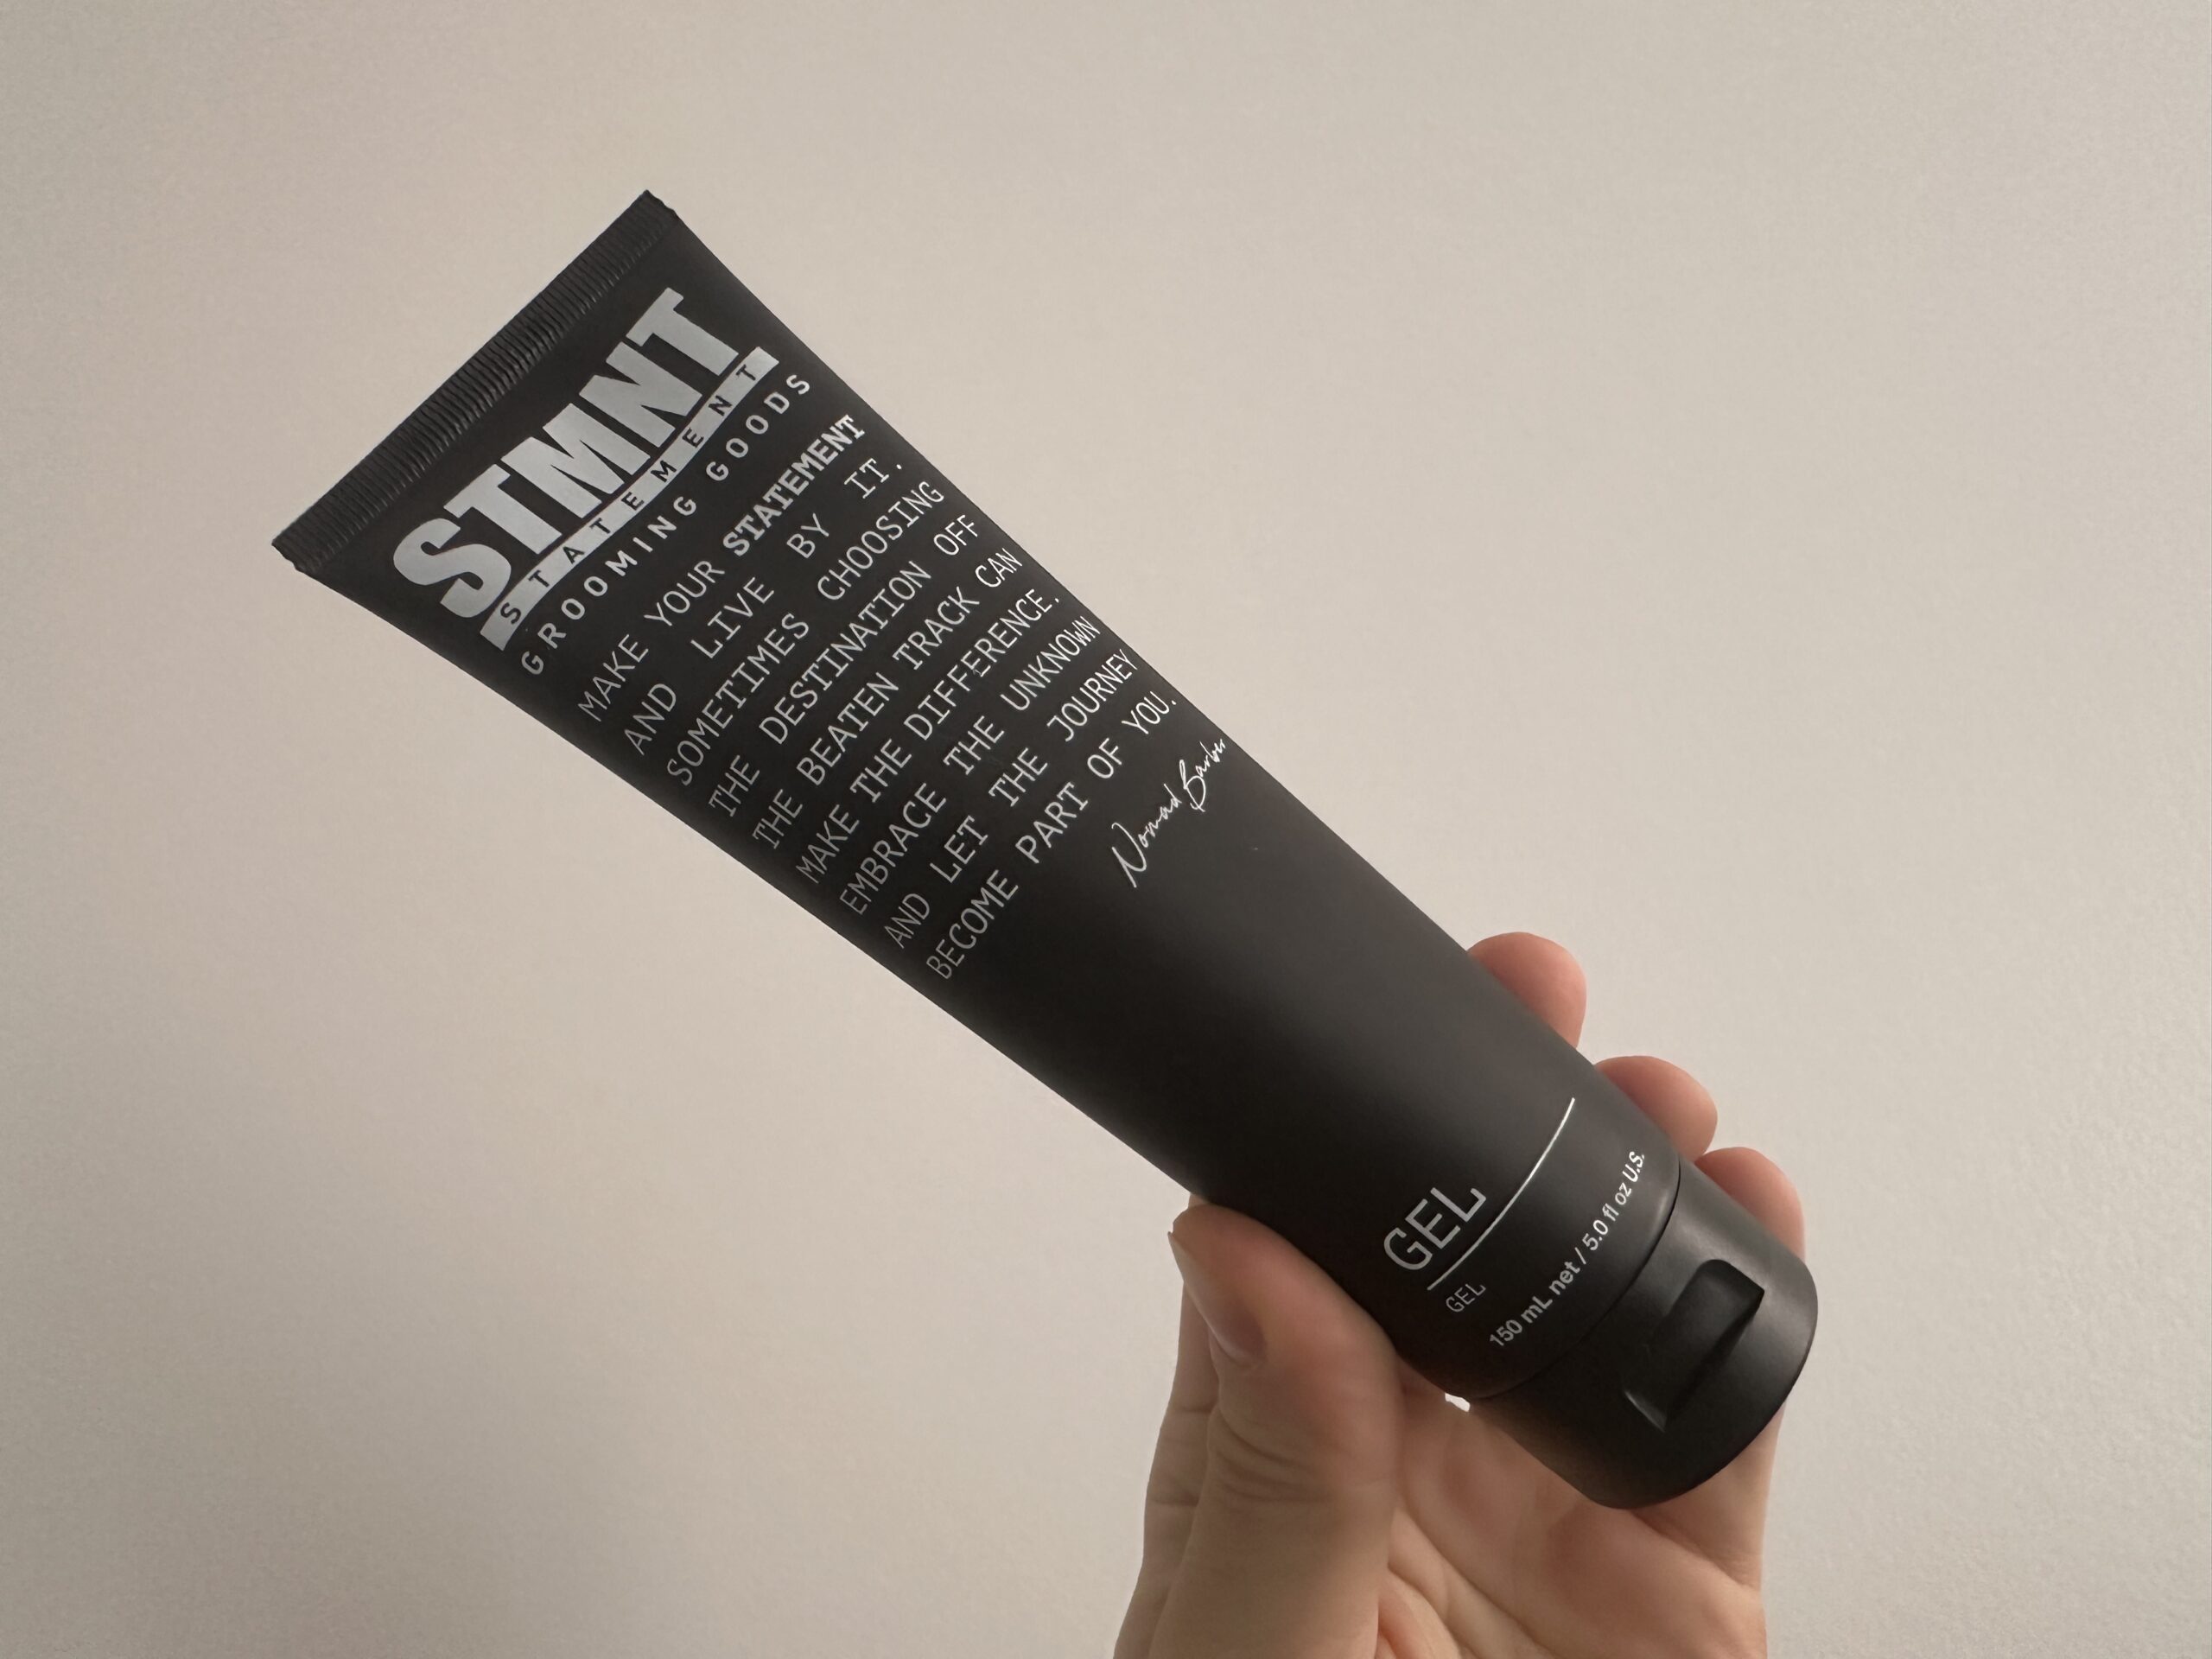 STMNT
STATEMENT
GROOMING GOODS
MAKE YOUR STATEMENT
AND LIVE BY IT.
SOMETIMES CHOOSING
THE DESTINATION OFF
THE BEATEN TRACK CAN
MAKE THE DIFFERENCE.
EMBRACE THE UNKNOWN
AND LET THE JOURNEY
BECOME PART OF YOU.
Nomad Barber
GEL
GEL
150 mL net / 5.0 fl oz U.S.